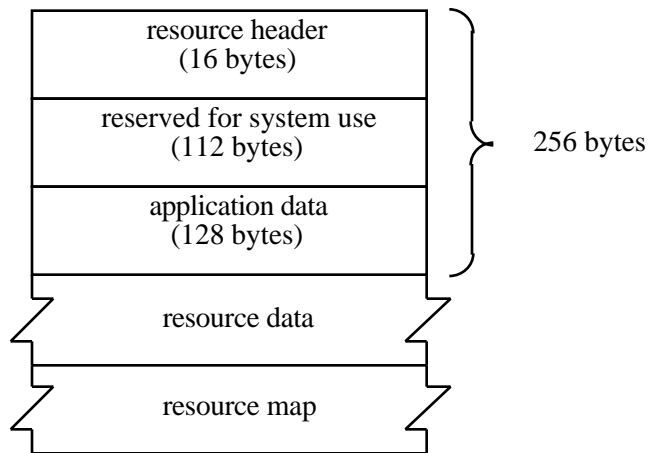 resource header
(16 bytes)
reserved for system use
(112 bytes)
256 bytes
application data
(128 bytes)
resource data
resource map